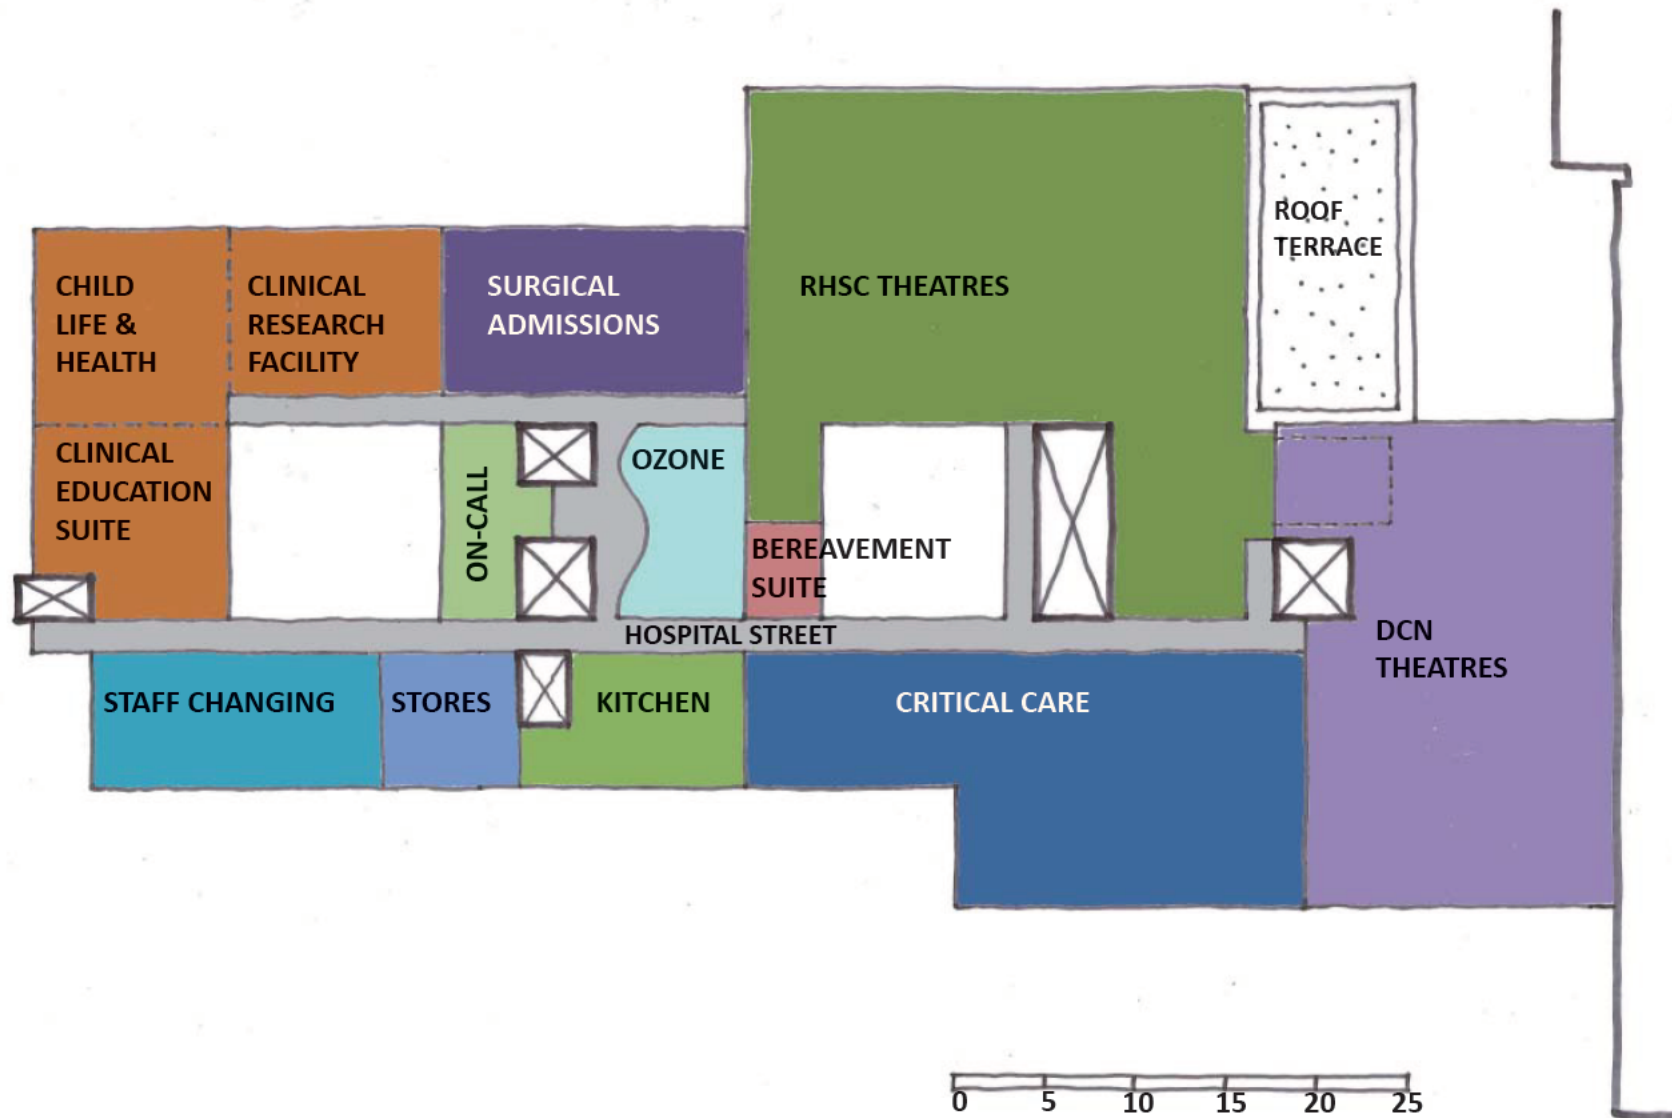 ROOF
TERRACE
CHILD
LIFE &
HEALTH
CLINICAL
RESEARCH
FACILITY
SURGICAL
ADMISSIONS
RHSC THEATRES
CLINICAL
EDUCATION
SUITE
ON-CALL
OZONE
BEREAVEMENT
SUITE
HOSPITAL STREET
DCN
THEATRES
STAFF CHANGING
STORES
KITCHEN
CRITICAL CARE
0 5 10 15 20 25